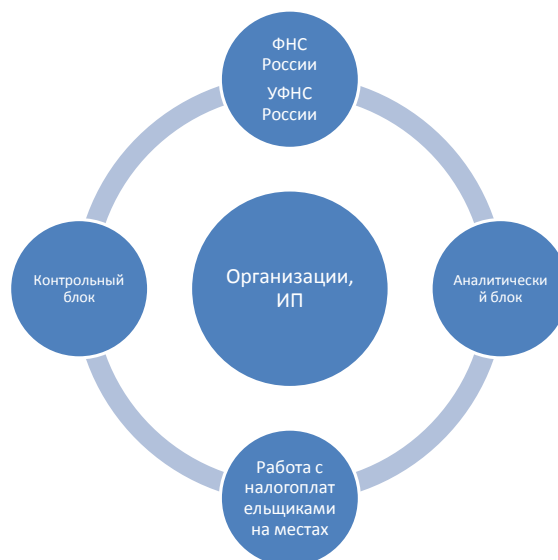 ФНС
России
УФНС
России
Контрольный
блок
Организации,
ИП
Аналитически
й блок
Работа с
налогоплат
ельщиками
на местах